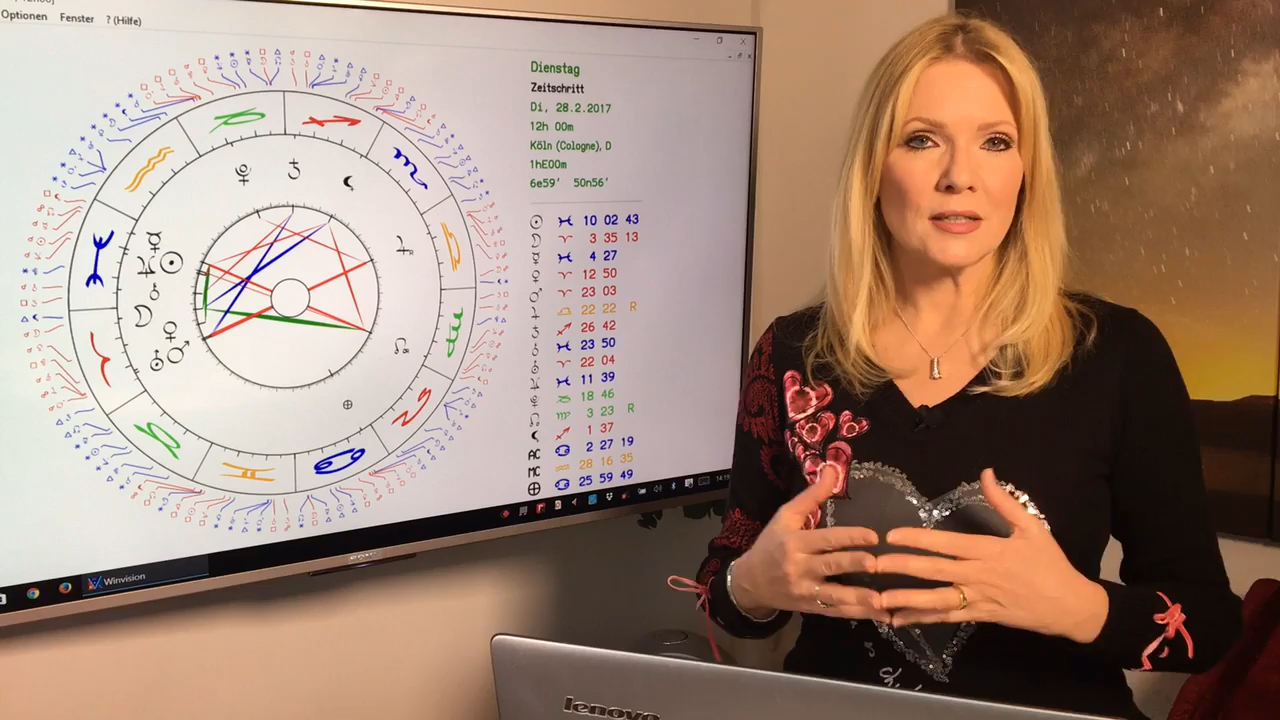 Optionen Fenster ? (Hilfe)
Dienstag
Zeitschritt
Di, 28.2.2017
12h 00m
Köln (Cologne), D
1hE00m
6e59' 50n56'
☉ ♓ 10 02 43
☽ ♈ 3 35 13
☿ ♓ 4 27
♀ ♈ 12 50
♂ ♈ 23 03
♃ ♎ 22 22 R
♄ ♐ 26 42
⚷ ♓ 23 50
♅ ♈ 22 04
♆ ♓ 11 39
♇ ♑ 18 46
☊ ♍ 3 23 R
⚸ ♐ 1 37
AC ♋ 2 27 19
MC ♒ 28 16 35
⊕ ♋ 25 59 49
Winvision
lenovo